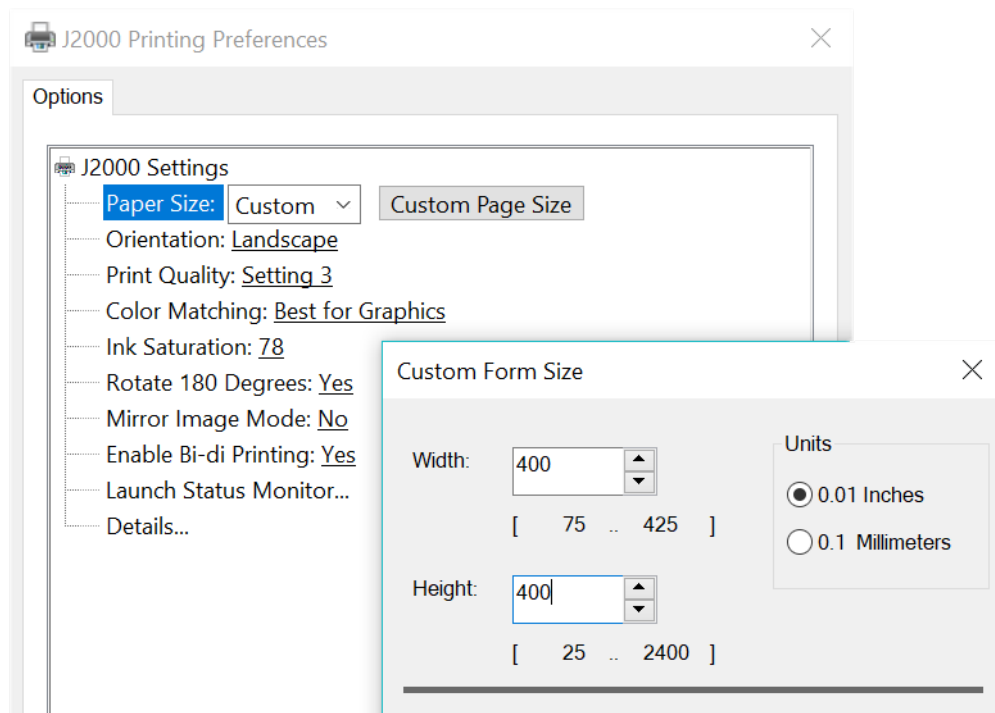 J2000 Printing Preferences
Options
J2000 Settings
Paper Size: Custom Custom Page Size
Orientation: Landscape
Print Quality: Setting 3
Color Matching: Best for Graphics
Ink Saturation: 78
Rotate 180 Degrees: Yes
Mirror Image Mode: No
Enable Bi-di Printing: Yes
Launch Status Monitor...
Details...
Custom Form Size
Width: 400
[ 75 .. 425 ]
Height: 400
[ 25 .. 2400 ]
Units
0.01 Inches
0.1 Millimeters